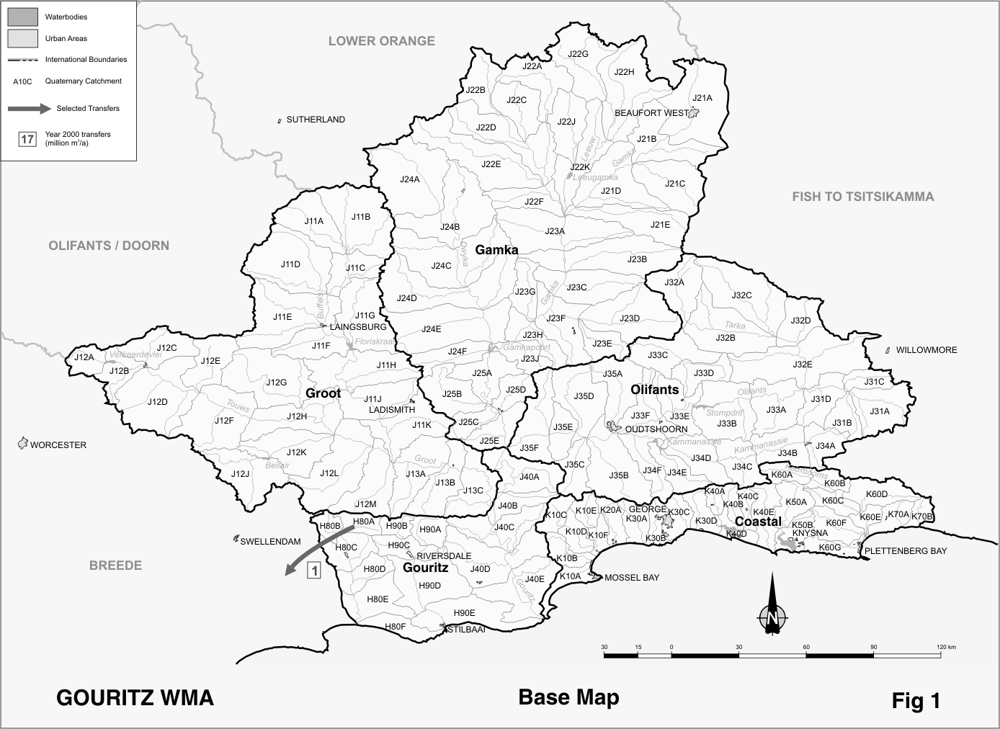 Waterbodies
Urban Areas
International Boundaries
A10C Quaternary Catchment
Selected Transfers
17 Year 2000 transfers
(million m³/a)
LOWER ORANGE
SUTHERLAND
OLIFANTS / DOORN
FISH TO TSITSIKAMMA
BREEDE
J22G
J22A
J22H
J22B
J22C
J21A
BEAUFORT WEST
J22J
J22D
J21B
Leeuw
Gamka
J22E
J22K
Leeugamka
J24A
J21C
J21D
J22F
J11A
J11B
J24B
J23A
J21E
Gamka
Dwyka
J11D
J11C
J24C
J23B
J32A
J24D
J23G
Gamka
J23C
J32C
Buffels
J11E
J11G
J23F
J23D
J32D
LAINGSBURG
J24E
Tarka
J23H
J32B
Floriskraal
J11F
J23E
Gamkapoort
J24F
J23J
J33C
WILLOWMORE
J12C
Verkeerdevlei
J12A
J12E
J12B
J11H
J32E
J25A
J35A
J33D
J12G
J31C
Groot
J25B
J25D
Olifants
Olifants
J35D
J11J
J31D
J12D
Touws
LADISMITH
J33A
J31A
J12F
J12H
J33F
J33E
Stompdrif
J25C
J11K
J33B
J31B
J35E
OUDTSHOORN
J25E
Kammanassie
Kammanassie
WORCESTER
J35F
J34A
J12K
J34B
Bellair
Groot
J34D
J35C
J34C
J12J
J12L
J13A
J13B
J13C
J40A
J35B
J34F
J34E
K60A
K60B
J12M
J40B
K40A
K40C
K40B
K50A
K60C
K60D
H80B
H80A
H90B
H90A
J40C
K10C
K10E
K20A
GEORGE
K30A
K30C
K30D
K40E
Coastal
K50B
K60F
K60E
K70A
K70B
KNYSNA
SWELLENDAM
H80C
H90C
K10D
K10F
K30B
K40D
K60G
PLETTENBERG BAY
RIVERSDALE
K10B
1
H80D
Gouritz
J40D
J40E
K10A
MOSSEL BAY
H90D
Gouritz
H80E
H90E
H80F
STILBAAI
N
30 15 0 30 60 90 120 km
GOURITZ WMA
Base Map
Fig 1